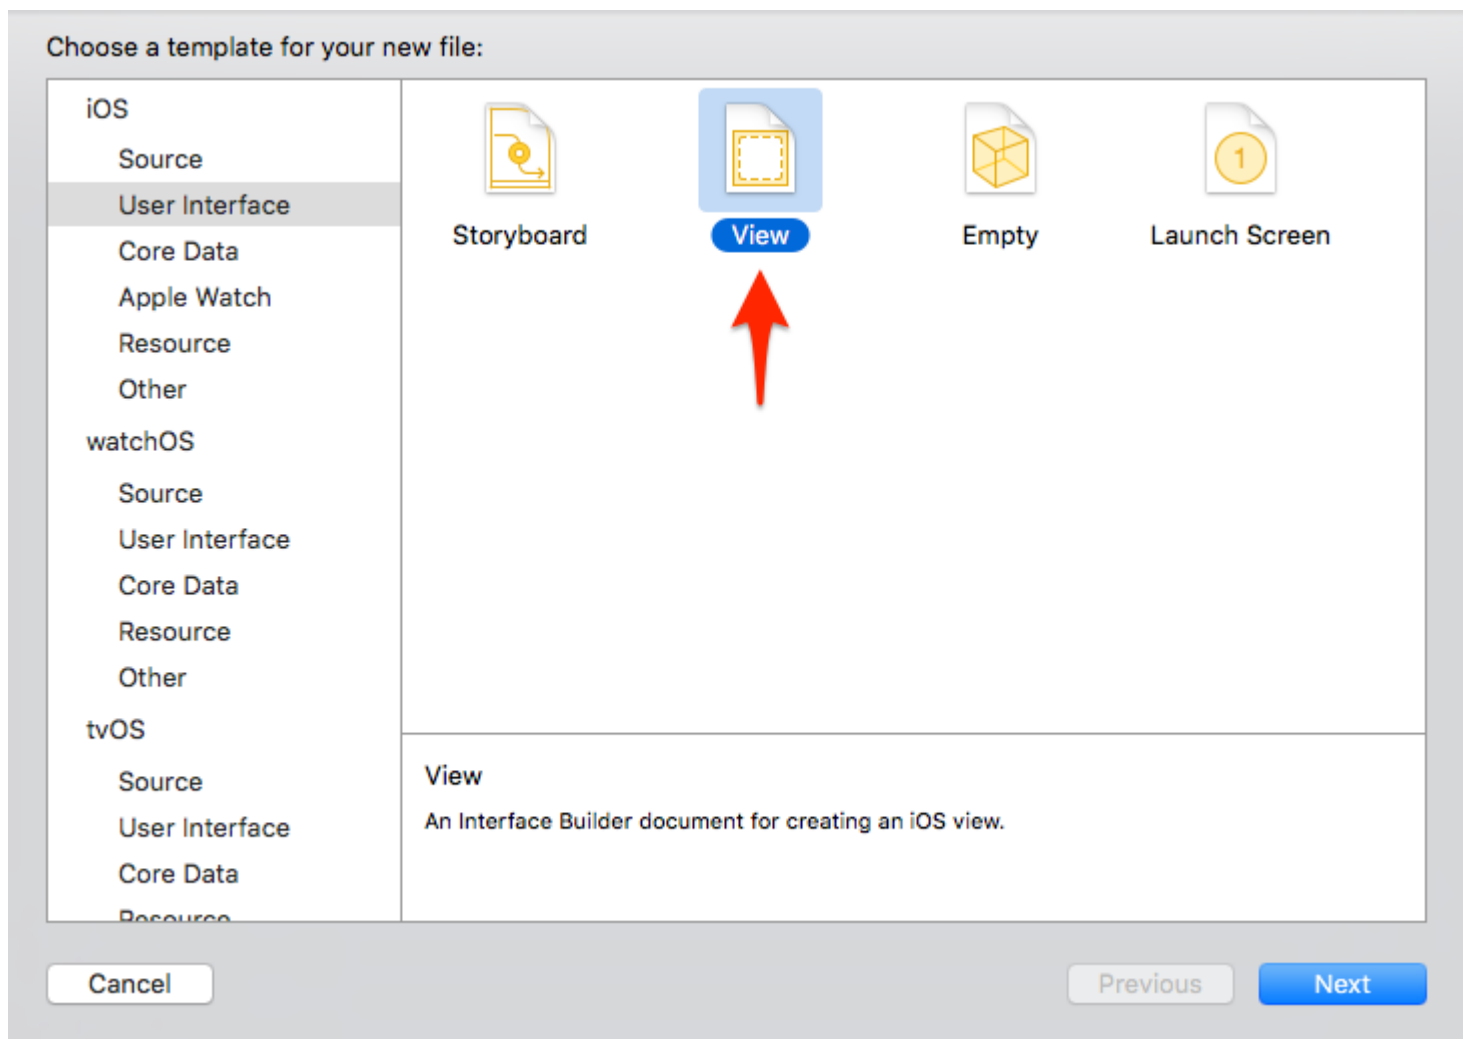 Choose a template for your new file:
iOS
Source
User Interface
Core Data
Apple Watch
Resource
Other
watchOS
Source
User Interface
Core Data
Resource
Other
tvOS
Source
User Interface
Core Data
Resource
Storyboard
View
Empty
1
Launch Screen
View
An Interface Builder document for creating an iOS view.
Cancel
Previous
Next